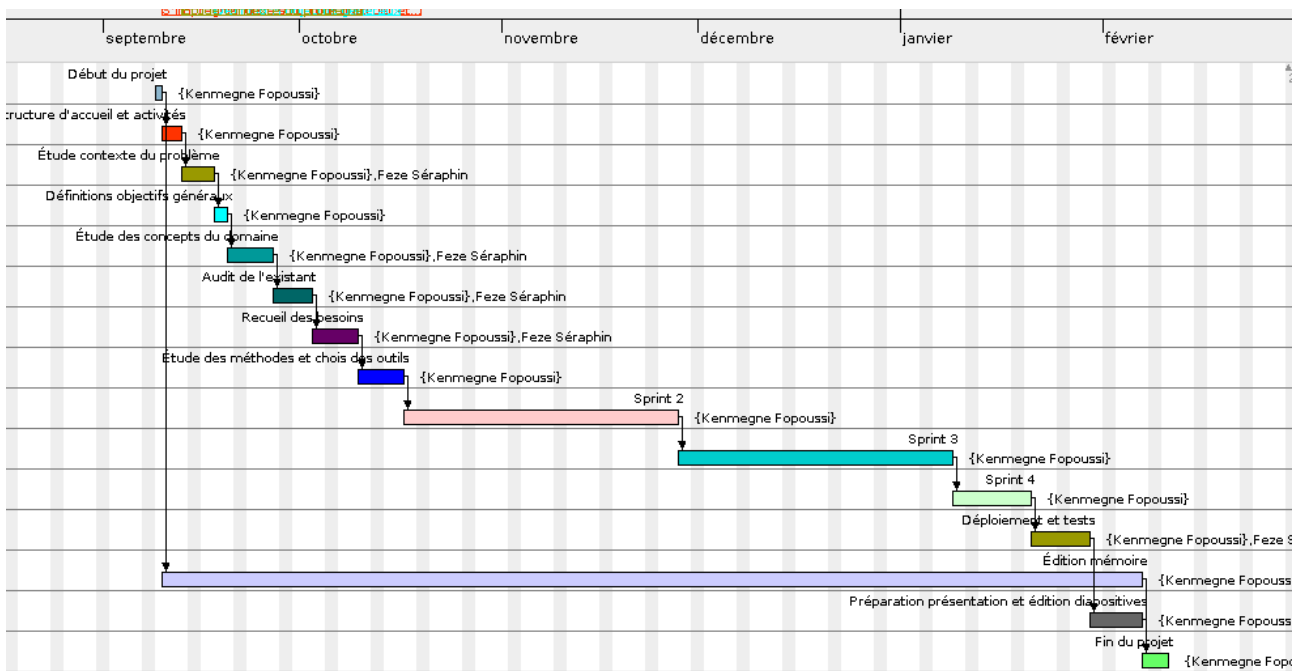 septembre octobre novembre décembre janvier février
Début du projet
{Kenmegne Fopoussi}
tructure d'accueil et activités
{Kenmegne Fopoussi}
Étude contexte du problème
{Kenmegne Fopoussi},Feze Séraphin
Définitions objectifs généraux
{Kenmegne Fopoussi}
Étude des concepts du domaine
{Kenmegne Fopoussi},Feze Séraphin
Audit de l'existant
{Kenmegne Fopoussi},Feze Séraphin
Recueil des besoins
{Kenmegne Fopoussi},Feze Séraphin
Étude des méthodes et chois des outils
{Kenmegne Fopoussi}
Sprint 2
{Kenmegne Fopoussi}
Sprint 3
{Kenmegne Fopoussi}
Sprint 4
{Kenmegne Fopoussi}
Déploiement et tests
{Kenmegne Fopoussi},Feze S
Édition mémoire
{Kenmegne Fopouss
Préparation présentation et édition diapositives
{Kenmegne Fopouss
Fin du projet
{Kenmegne Fopo